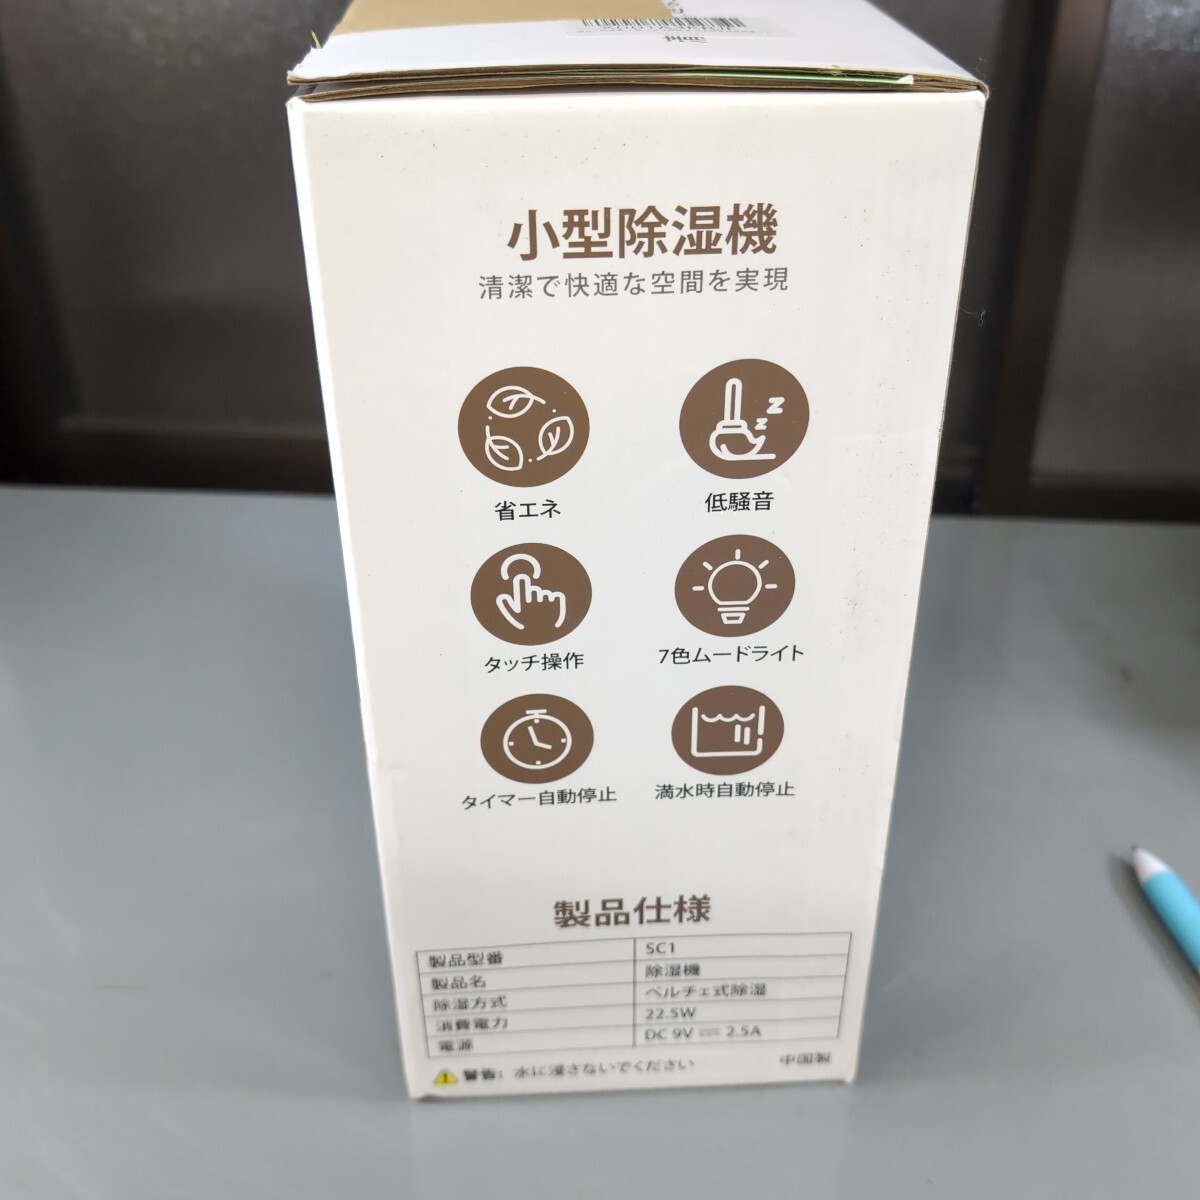 小型除湿機
清潔で快適な空間を実現
省エネ
低騒音
タッチ操作
7色ムードライト
タイマー自動停止
満水時自動停止
製品仕様
製品型番 SC1
製品名 除湿機
除湿方式 ペルチェ式除湿
消費電力 22.5W
電源 DC 9V ⎓ 2.5A
水に浸さないでください
中国製